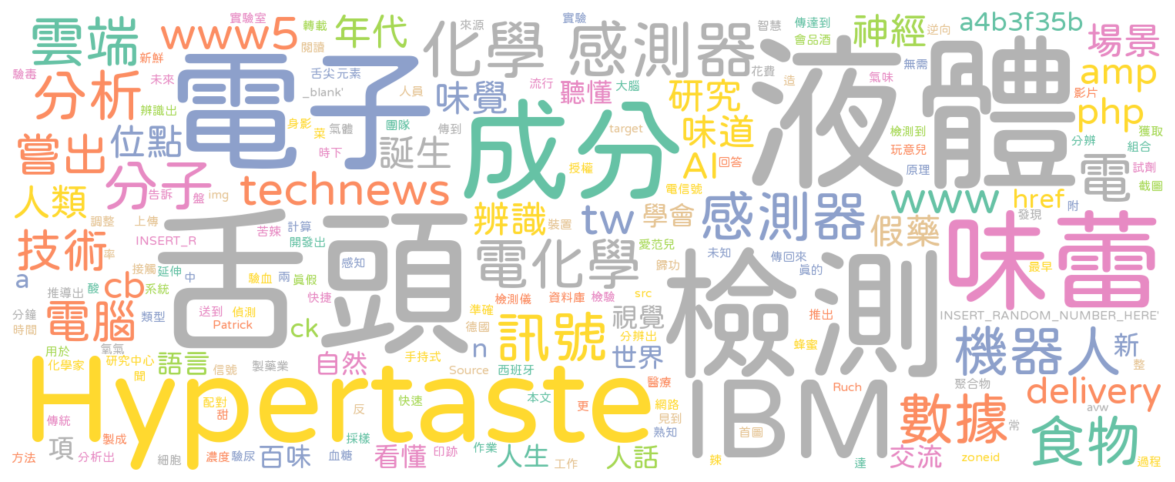 實驗室 轉載 年代 來源 實驗 智慧 傳達到 神經 逆向 a4b3f35b 場景
雲端 www5 新鮮 未來 閱讀 化學 感測器 會品酒 無需
驗毒 分析 電子 舌尖元素 _blank' 人員 流行 聽懂 大腦 花費 造 液體 氣味 amp 影片
辨識出 味覺 研究 php 獲取
嘗出 位點 身影 菜 氣體 團隊 傳到 成分 target 味道 檢測到 玩意兒 分辨 組合
時下 誕生 授權 AI 回答 原理 試劑 截圖
分子 告訴 盤 img technews 電信號 www href 附 電
人類 調整 上傳 苦辣 計算 辨識 裝置 tw 學會 感測器 假藥 發現 味蕾
技術 率 INSERT_R 開發出 電化學 愛范兒 未知 傳回來 最早
a 接觸 延伸 中 感知 歸功 真的
推導出 酸 cb 系統 驗血 兩 真假 舌頭 檢測儀 資料庫 檢驗 src 檢測
分鐘 時間 電腦 類型 送到 偵測 快捷 準確 推出 INSERT_RANDOM_NUMBER_HERE'
Patrick ck 德國 訊號 視覺 分辨出 機器人 新
用於 氣氣 語言 手持式 n 世界 蜂蜜 整
化學家 研究中心 聞 信號 製藥業 自然 Source 西班牙 醫療 Ruch 聚合物 delivery
Hypertaste 配對 甜 反 快速 本文 更 網路 兒到 IBM 數據 常 avw
傳統 熟知 首圖 食物
項 製成 濃度 驗尿 採樣 印跡 作業
方法 分析出 細胞 百味 血糖 看懂 人生 工作 人話 辣 達 交流 zoneid 過程